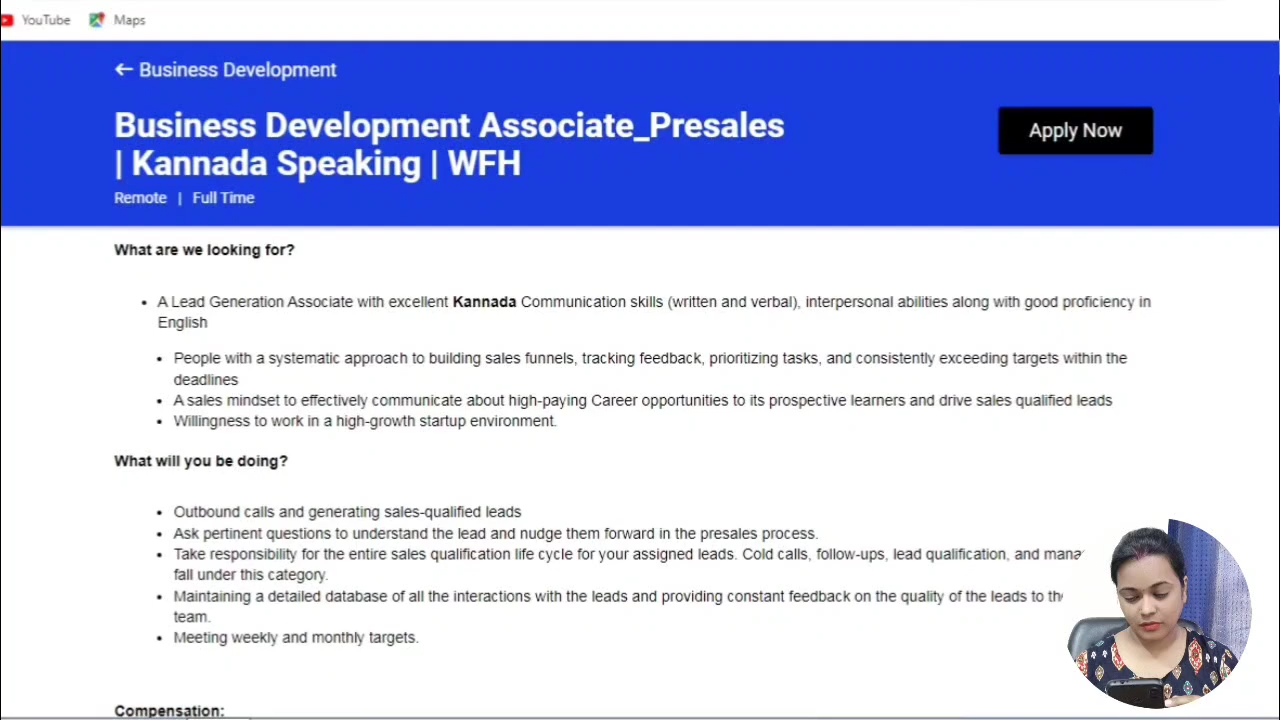 YouTube Maps
← Business Development
Business Development Associate_Presales
| Kannada Speaking | WFH
Apply Now
Remote | Full Time
What are we looking for?
• A Lead Generation Associate with excellent Kannada Communication skills (written and verbal), interpersonal abilities along with good proficiency in
English
• People with a systematic approach to building sales funnels, tracking feedback, prioritizing tasks, and consistently exceeding targets within the
deadlines
• A sales mindset to effectively communicate about high-paying Career opportunities to its prospective learners and drive sales qualified leads
• Willingness to work in a high-growth startup environment.
What will you be doing?
• Outbound calls and generating sales-qualified leads
• Ask pertinent questions to understand the lead and nudge them forward in the presales process.
• Take responsibility for the entire sales qualification life cycle for your assigned leads. Cold calls, follow-ups, lead qualification, and
fall under this category.
• Maintaining a detailed database of all the interactions with the leads and providing constant feedback on the quality of the leads to
team.
• Meeting weekly and monthly targets.
Compensation: